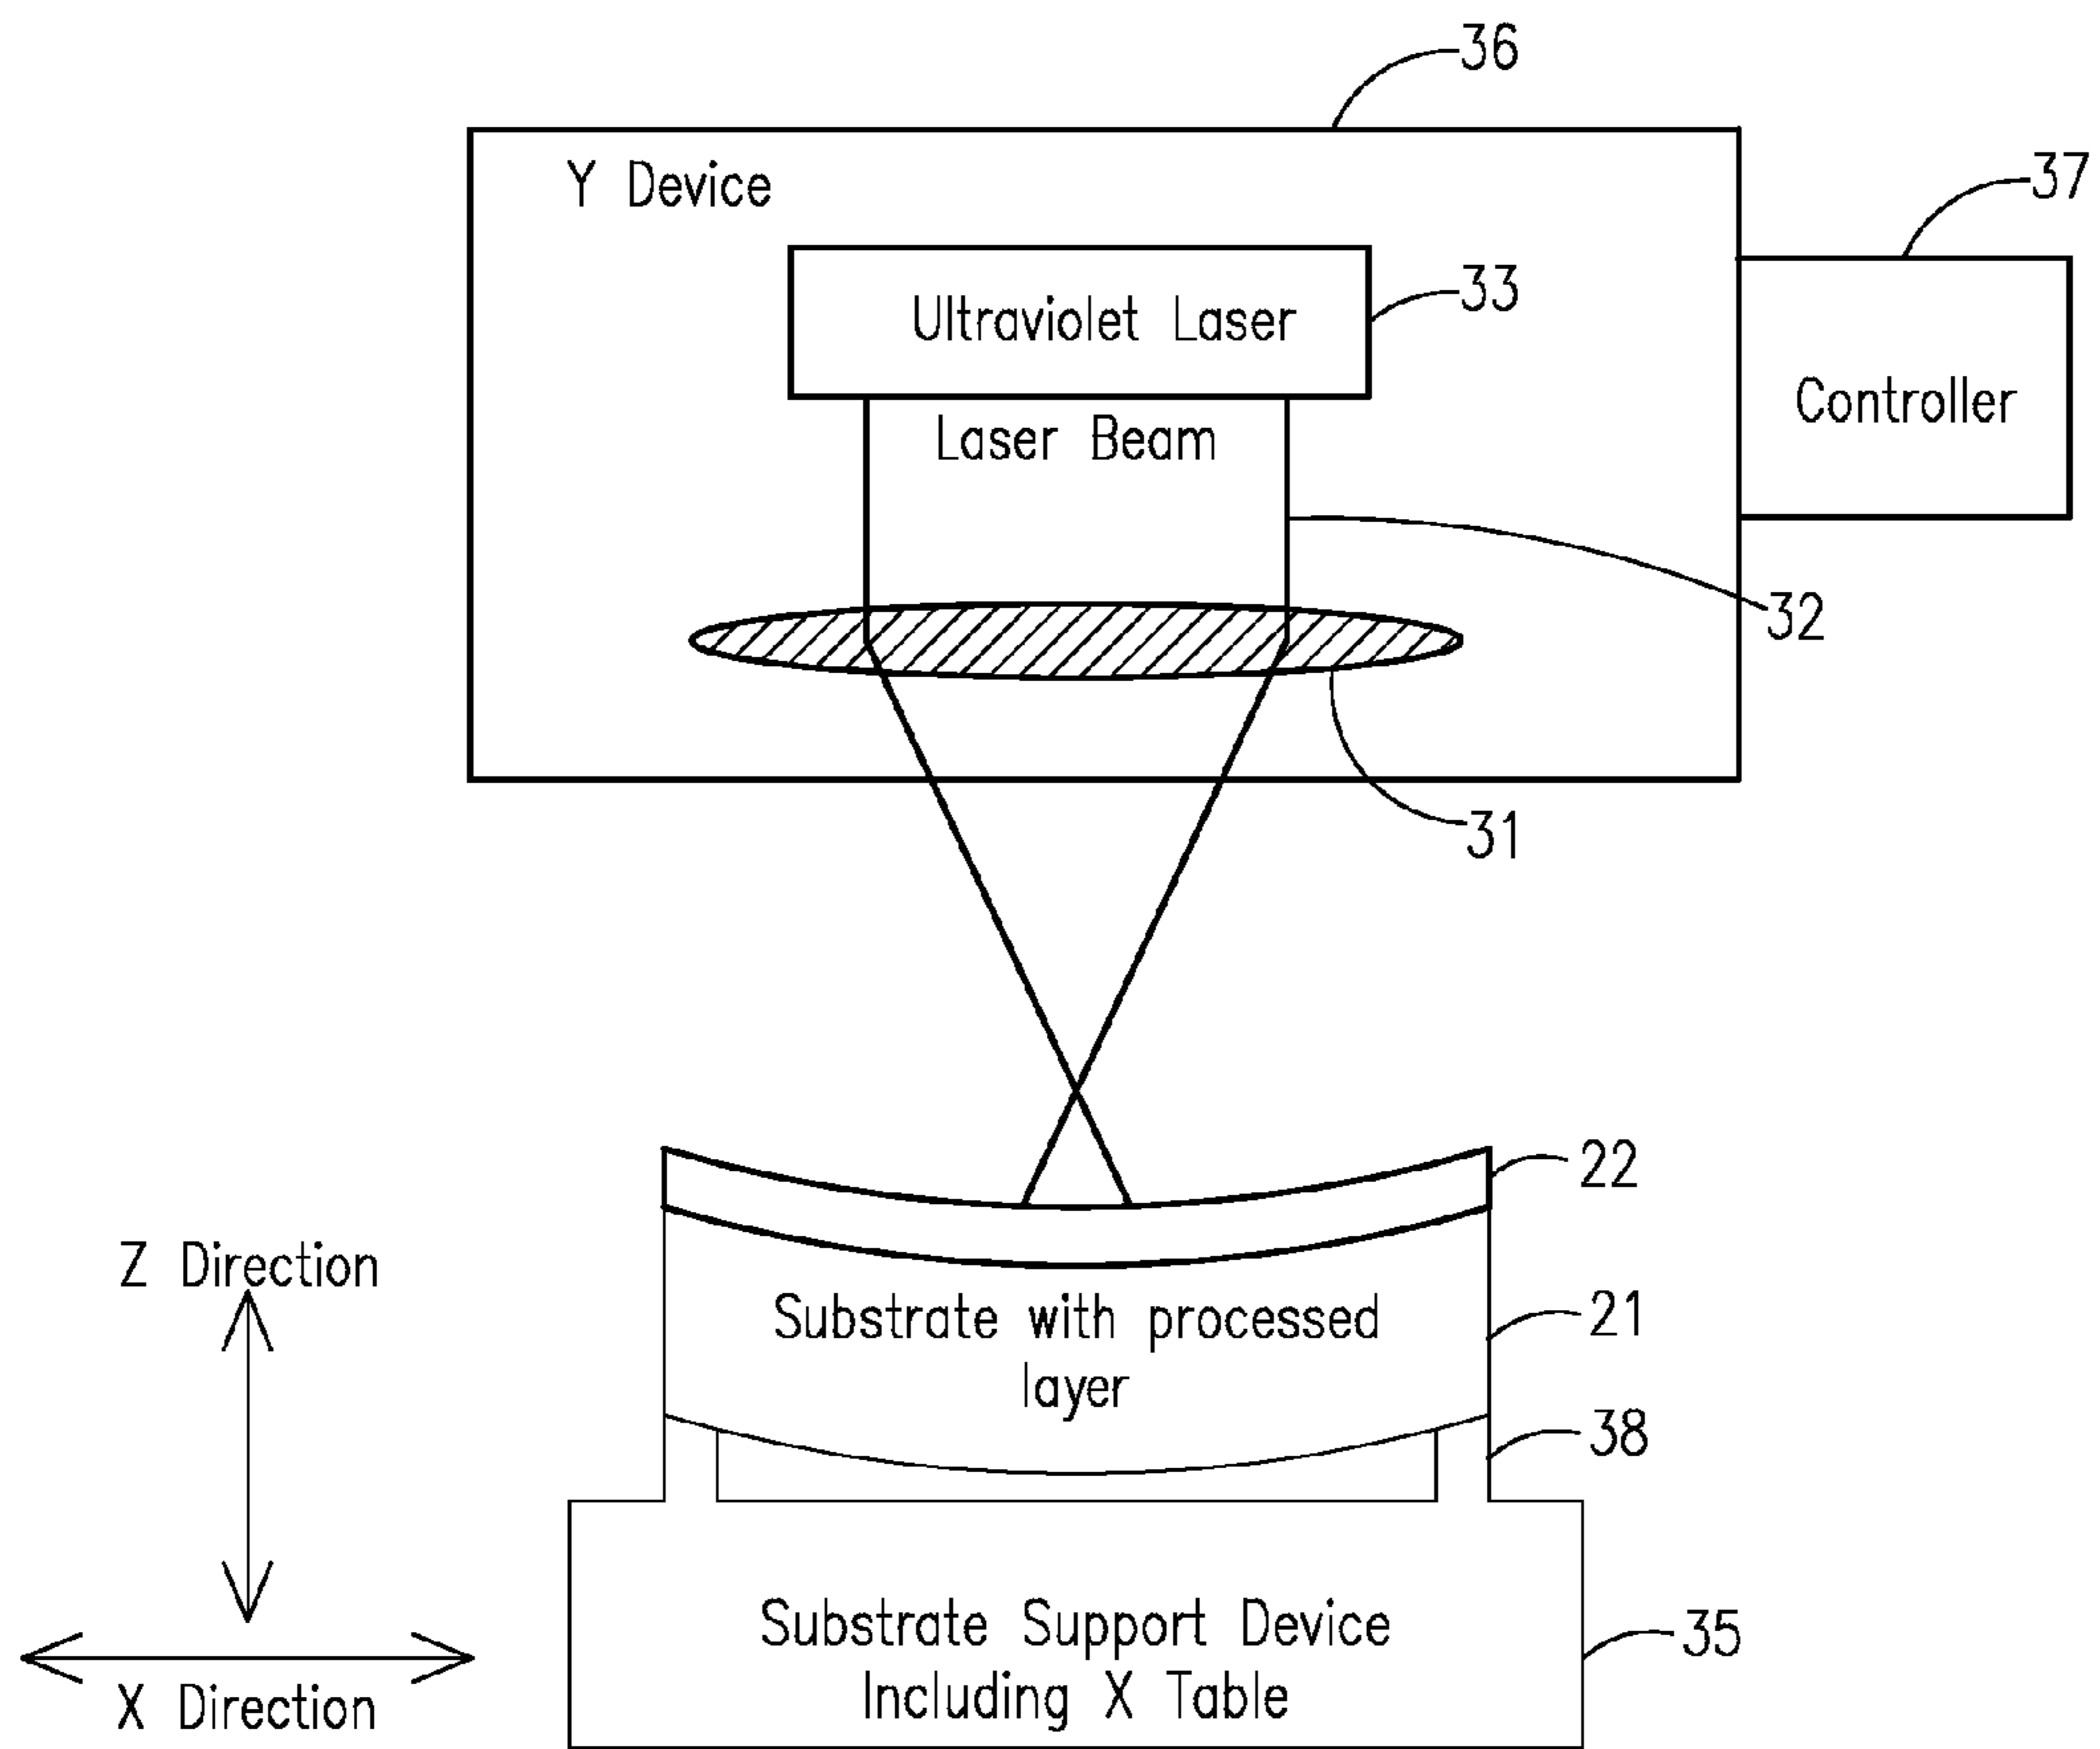 36
Y Device
37
Ultraviolet Laser
33
Controller
Laser Beam
32
31
22
Z Direction
Substrate with processed
layer
21
38
Substrate Support Device
Including X Table
35
X Direction